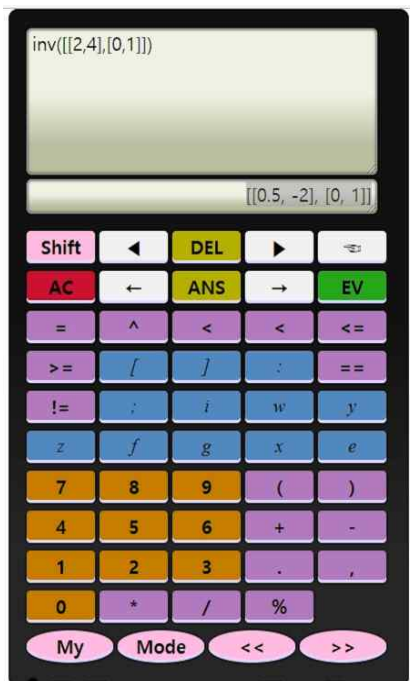 inv([[2,4],[0,1]])
[[0.5, -2], [0, 1]]
Shift ◀ DEL ▶ ☜
AC ← ANS → EV
= ^ < < <=
>= [ ] : ==
!= ; i w y
z f g x e
7 8 9 ( )
4 5 6 + -
1 2 3 . ,
0 * / %
My Mode << >>